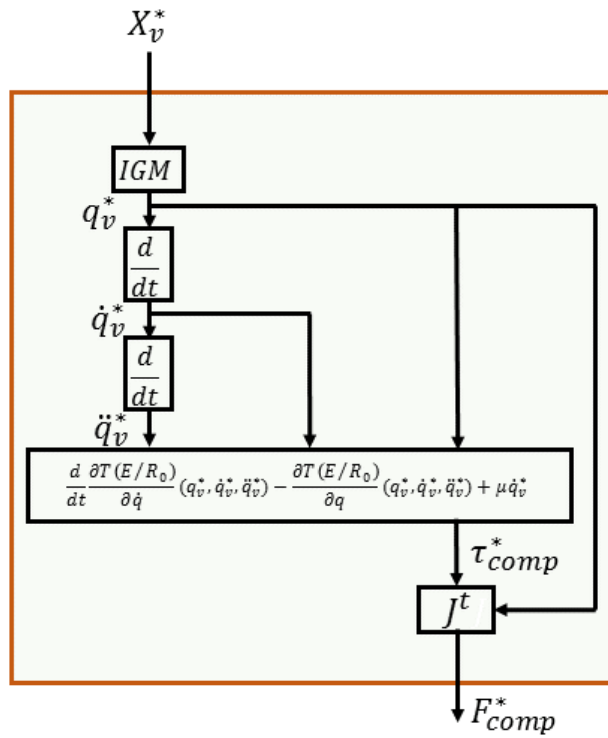 X_v^*
IGM
q_v^*
d/dt
q̇_v^*
d/dt
q̈_v^*
d/dt ∂T(E/R_0)/∂q̇ (q_v^*, q̇_v^*, q̈_v^*) − ∂T(E/R_0)/∂q (q_v^*, q̇_v^*, q̈_v^*) + μq̇_v^*
τ_comp^*
J^t
F_comp^*